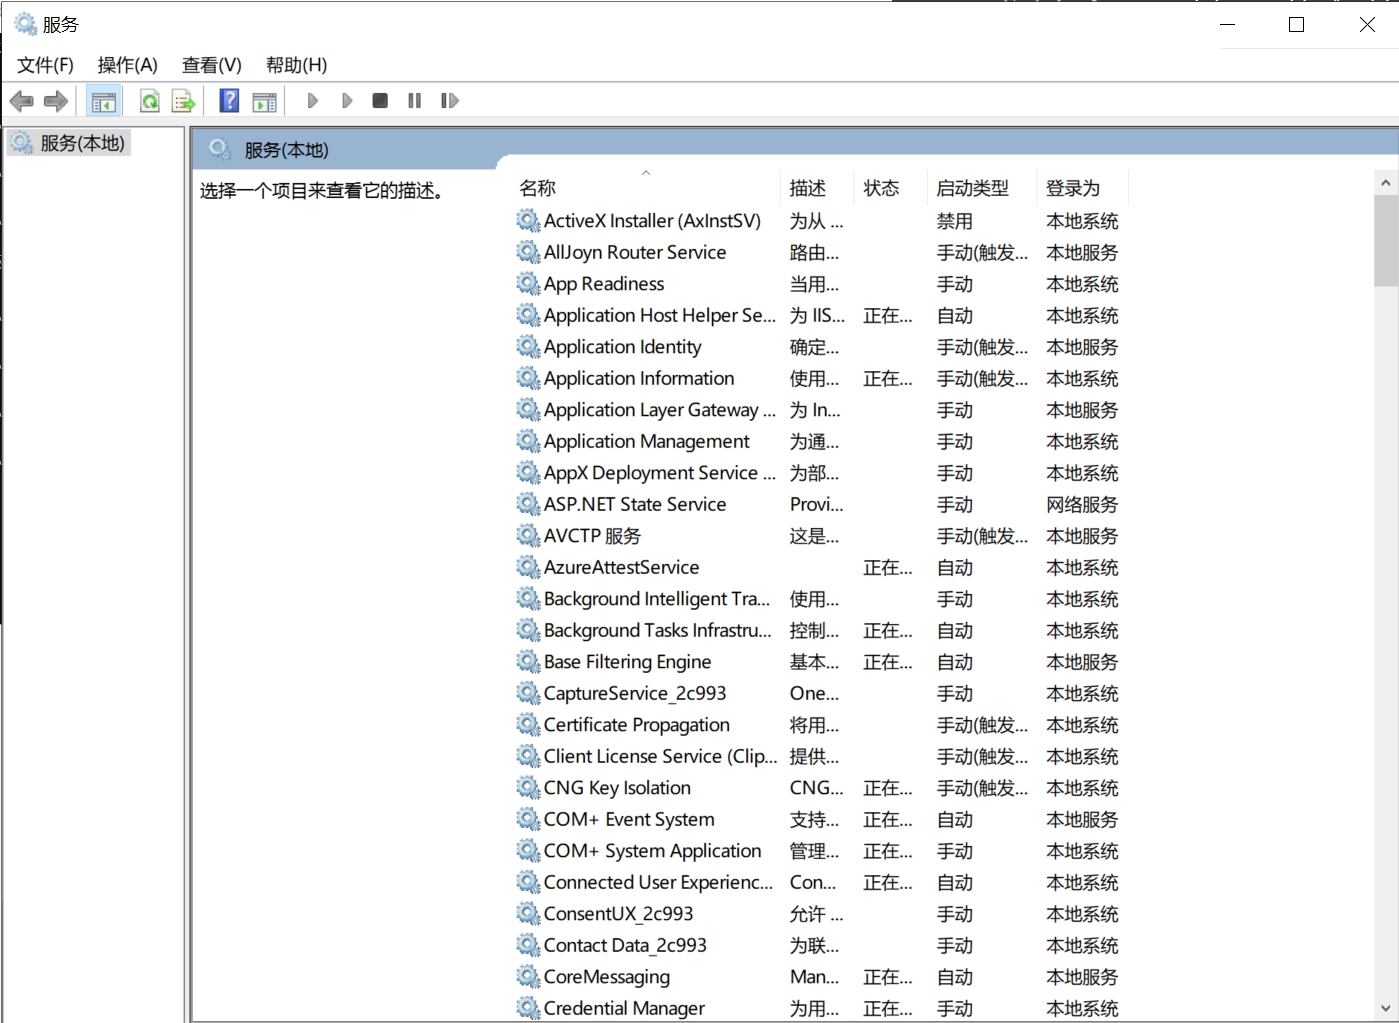 服务
文件(F) 操作(A) 查看(V) 帮助(H)
服务(本地)
服务(本地)
选择一个项目来查看它的描述。
名称 描述 状态 启动类型 登录为
ActiveX Installer (AxInstSV) 为从 ... 禁用 本地系统
AllJoyn Router Service 路由... 手动(触发... 本地服务
App Readiness 当用... 手动 本地系统
Application Host Helper Se... 为 IIS... 正在... 自动 本地系统
Application Identity 确定... 手动(触发... 本地服务
Application Information 使用... 正在... 手动(触发... 本地系统
Application Layer Gateway ... 为 In... 手动 本地服务
Application Management 为通... 手动 本地系统
AppX Deployment Service ... 为部... 手动 本地系统
ASP.NET State Service Provi... 手动 网络服务
AVCTP 服务 这是... 手动(触发... 本地服务
AzureAttestService 正在... 自动 本地系统
Background Intelligent Tra... 使用... 手动 本地系统
Background Tasks Infrastru... 控制... 正在... 自动 本地系统
Base Filtering Engine 基本... 正在... 自动 本地服务
CaptureService_2c993 One... 手动 本地系统
Certificate Propagation 将用... 手动(触发... 本地系统
Client License Service (Clip... 提供... 手动(触发... 本地系统
CNG Key Isolation CNG... 正在... 手动(触发... 本地系统
COM+ Event System 支持... 正在... 自动 本地服务
COM+ System Application 管理... 正在... 手动 本地系统
Connected User Experienc... Con... 正在... 自动 本地系统
ConsentUX_2c993 允许 ... 手动 本地系统
Contact Data_2c993 为联... 手动 本地系统
CoreMessaging Man... 正在... 自动 本地服务
Credential Manager 为用... 正在... 手动 本地系统